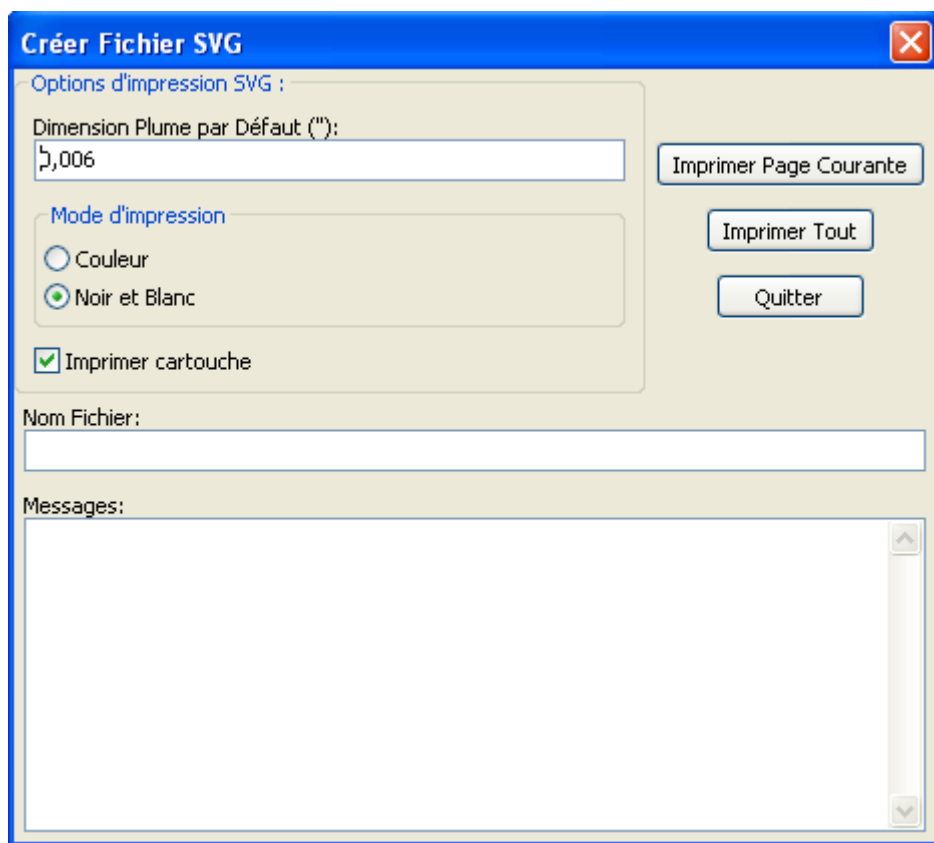 Créer Fichier SVG
Options d'impression SVG :
Dimension Plume par Défaut ("):
0,006
Imprimer Page Courante
Mode d'impression
Imprimer Tout
Couleur
Noir et Blanc
Quitter
Imprimer cartouche
Nom Fichier:
Messages: